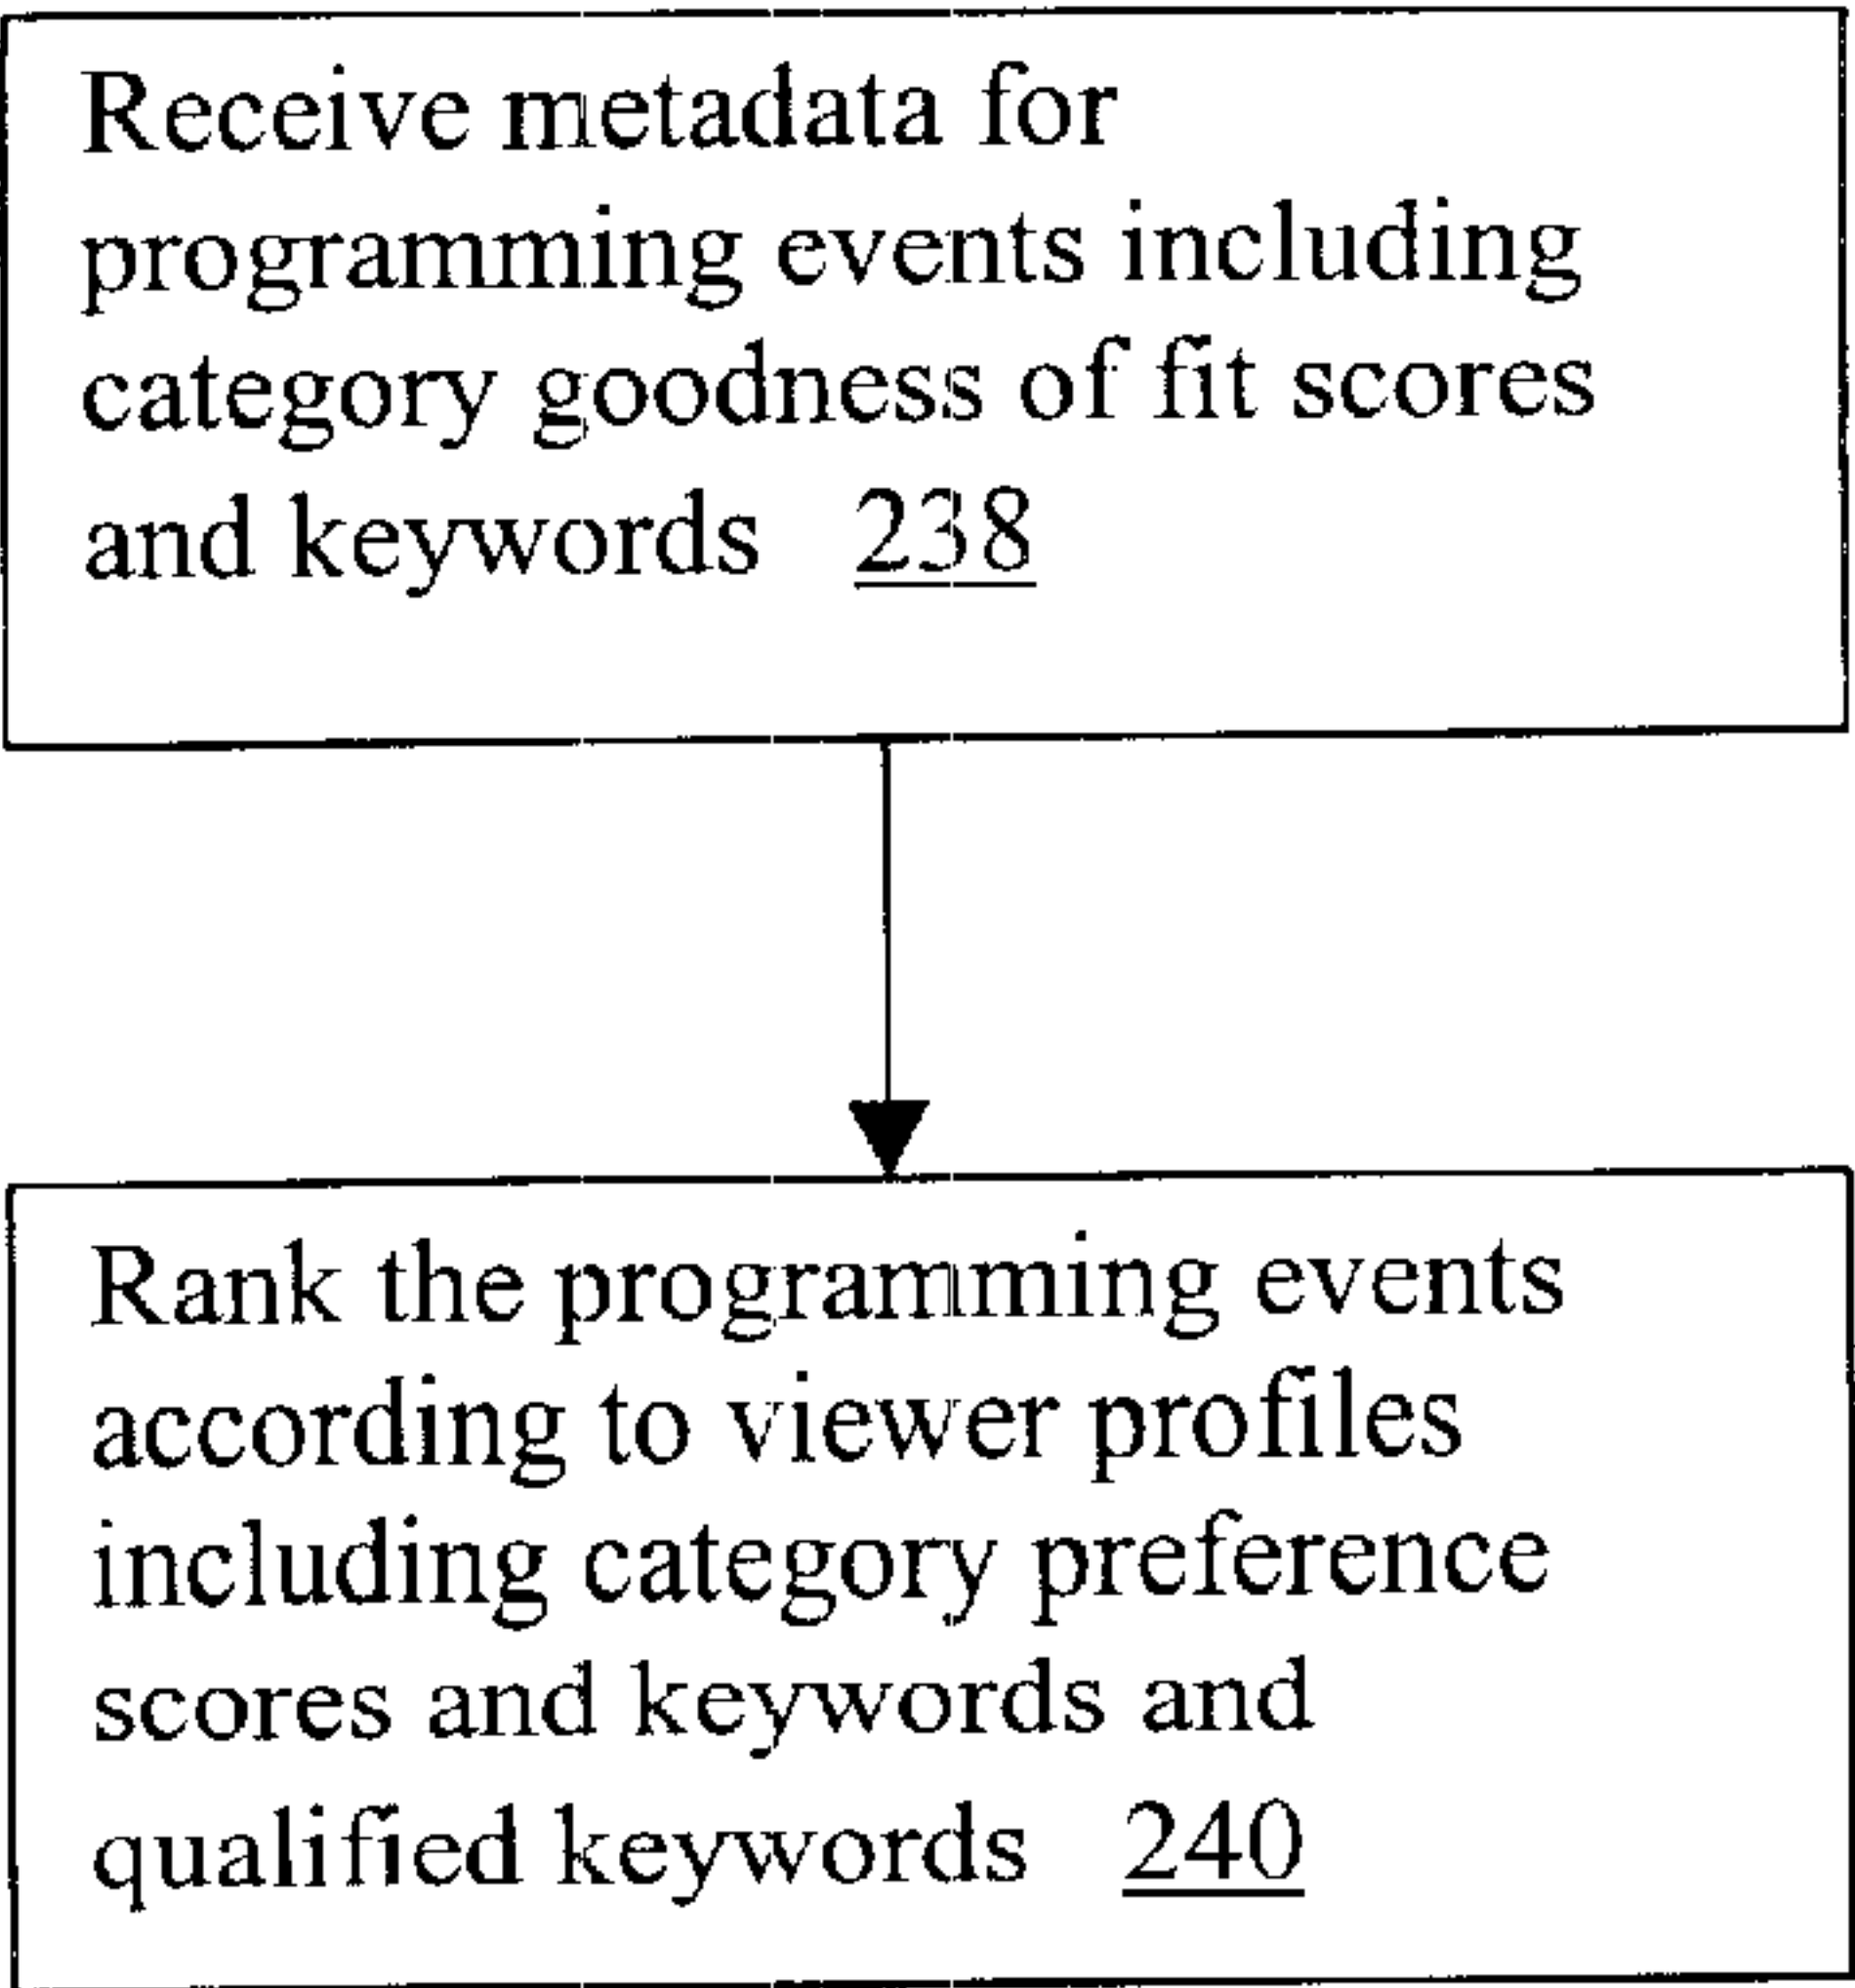 Receive metadata for
programming events including
category goodness of fit scores
and keywords 238
Rank the programming events
according to viewer profiles
including category preference
scores and keywords and
qualified keywords 240